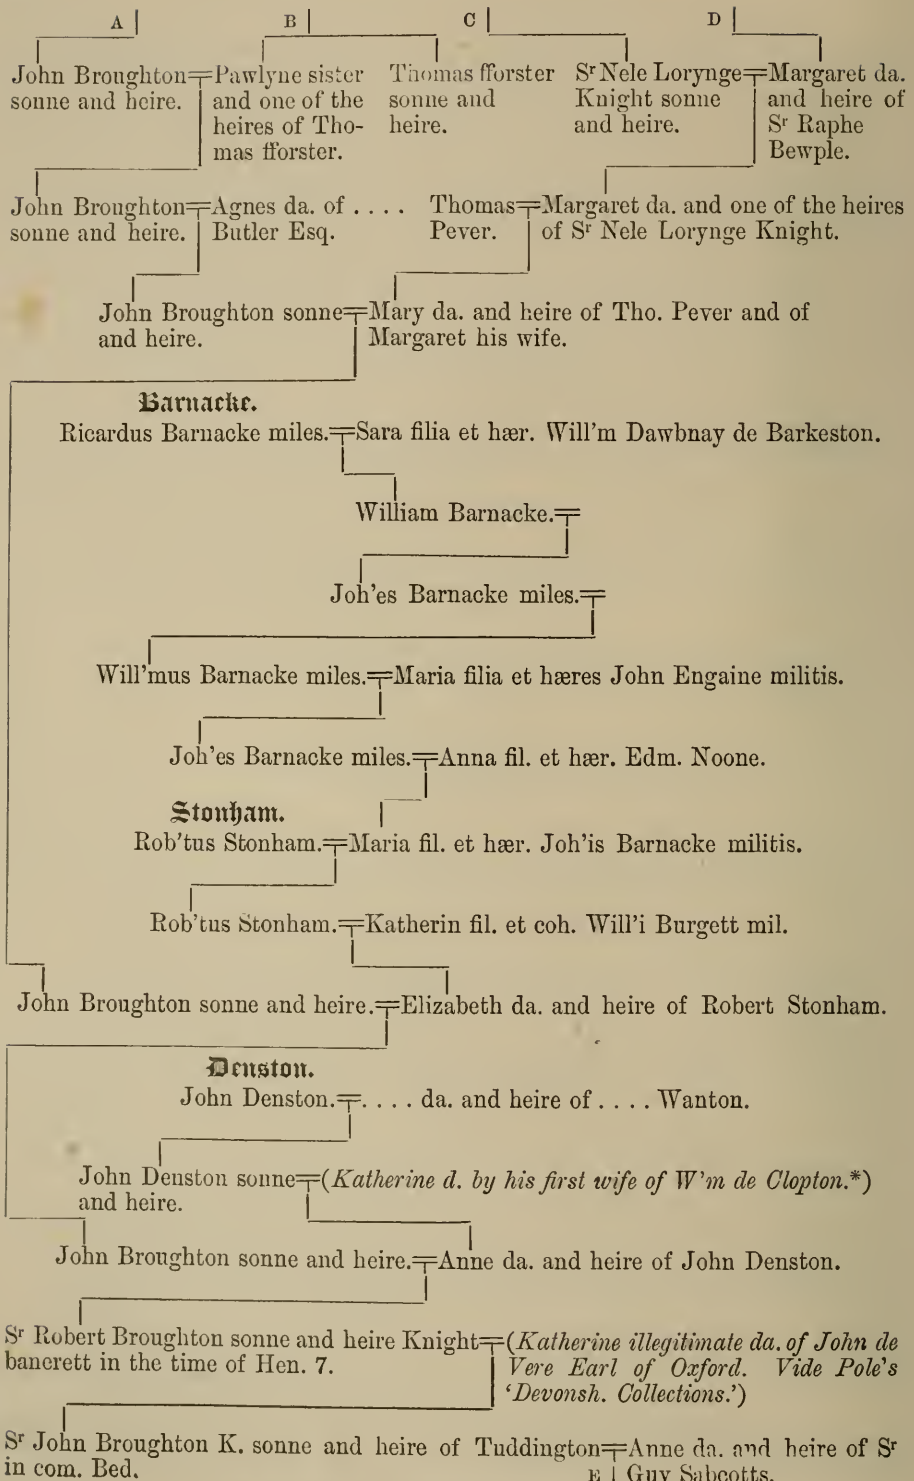 A B C D
John Broughton Pawlyne sister Thomas fforster Sr Nele Lorynge Margaret da.
sonne and heire. and one of the sonne and Knight sonne and heire of
heires of Tho- heire. and heire. Sr Raphe
mas fforster. Bewple.
John Broughton Agnes da. of . . . . Thomas Margaret da. and one of the heires
sonne and heire. Butler Esq. Pever. of Sr Nele Lorynge Knight.
John Broughton sonne Mary da. and heire of Tho. Pever and of
and heire. Margaret his wife.
Barnacke.
Ricardus Barnacke miles. Sara filia et hær. Will'm Dawbnay de Barkeston.
William Barnacke.
Joh'es Barnacke miles.
Will'mus Barnacke miles. Maria filia et hæres John Engaine militis.
Joh'es Barnacke miles. Anna fil. et hær. Edm. Noone.
Stonham.
Rob'tus Stonham. Maria fil. et hær. Joh'is Barnacke militis.
Rob'tus Stonham. Katherin fil. et coh. Will'i Burgett mil.
John Broughton sonne and heire. Elizabeth da. and heire of Robert Stonham.
Denston.
John Denston. . . . . da. and heire of . . . . Wanton.
John Denston sonne (Katherine d. by his first wife of W'm de Clopton.*)
and heire.
John Broughton sonne and heire. Anne da. and heire of John Denston.
Sr Robert Broughton sonne and heire Knight (Katherine illegitimate da. of John de
banerett in the time of Hen. 7. Vere Earl of Oxford. Vide Pole's
'Devonsh. Collections.')
Sr John Broughton K. sonne and heire of Tuddington Anne da. and heire of Sr
in com. Bed. E Guy Sabcotts.